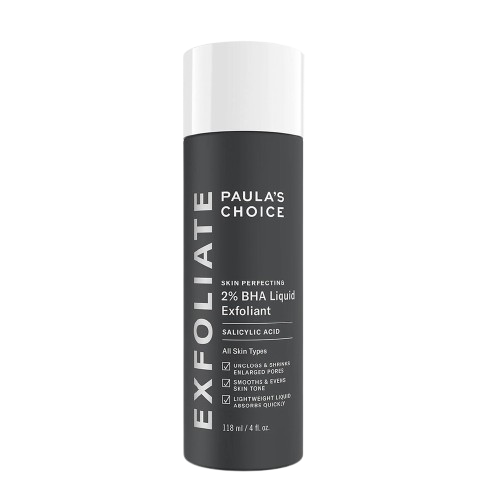 EXFOLIATE
PAULA'S
CHOICE
SKIN PERFECTING
2% BHA Liquid
Exfoliant
SALICYLIC ACID
All Skin Types
UNCLOGS & SHRINKS
ENLARGED PORES
SMOOTHS & EVENS
SKIN TONE
LIGHTWEIGHT LIQUID
ABSORBS QUICKLY
118 ml / 4 fl. oz.